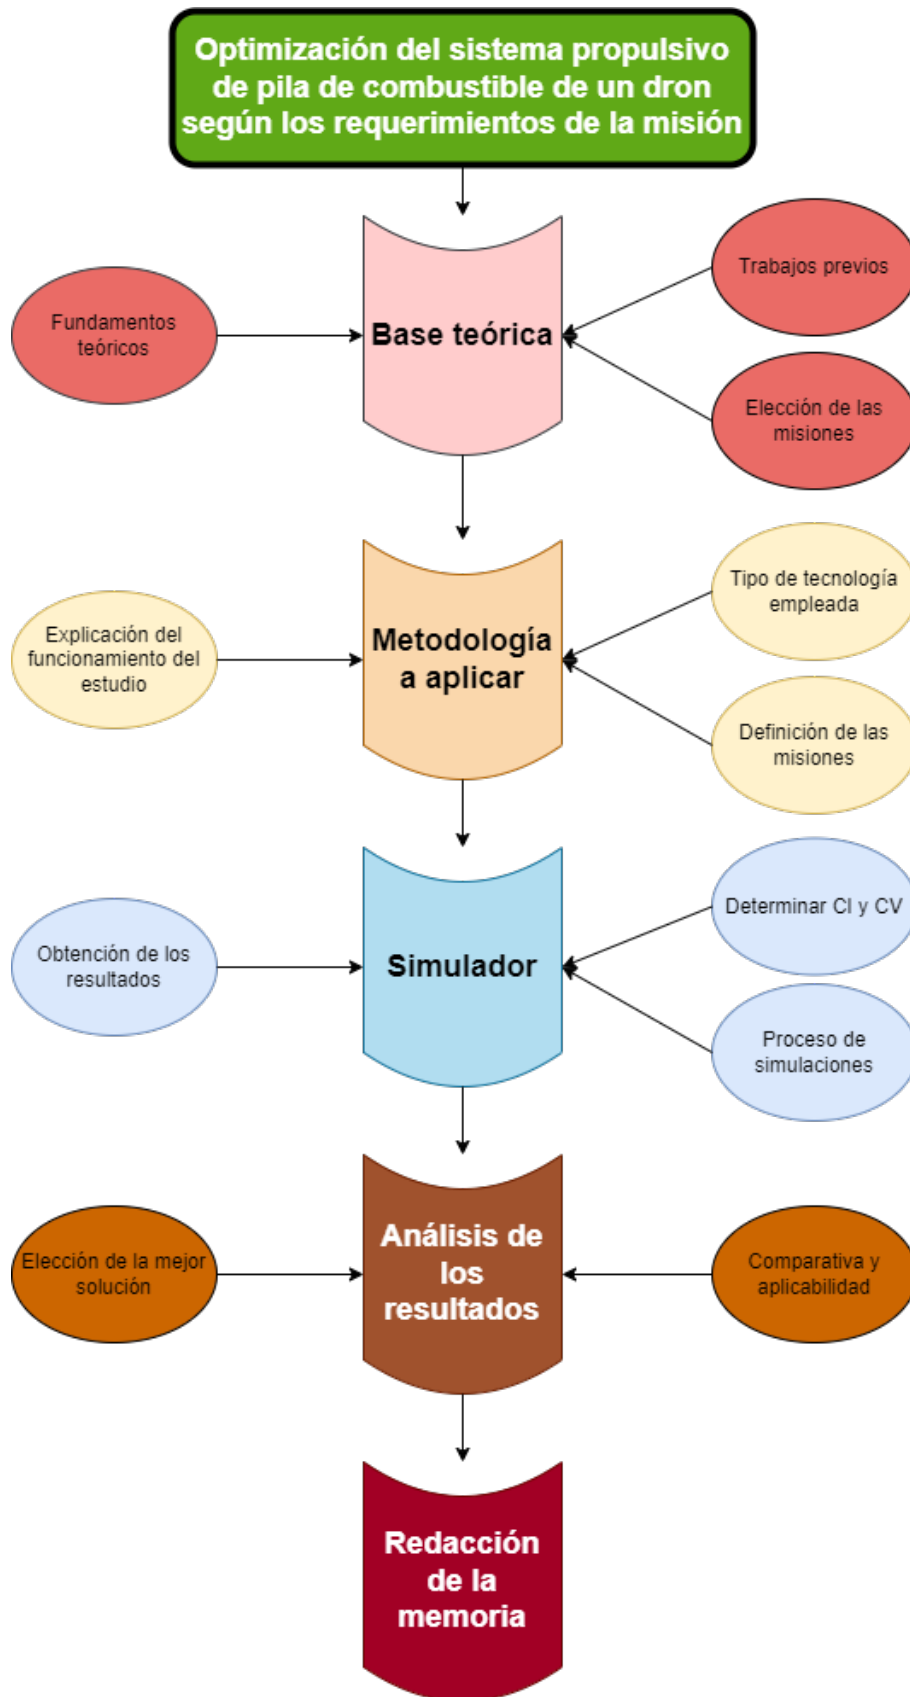 Optimización del sistema propulsivo
de pila de combustible de un dron
según los requerimientos de la misión
Fundamentos
teóricos
Base teórica
Trabajos previos
Elección de las
misiones
Explicación del
funcionamiento del
estudio
Metodología
a aplicar
Tipo de tecnología
empleada
Definición de las
misiones
Obtención de los
resultados
Simulador
Determinar CI y CV
Proceso de
simulaciones
Elección de la mejor
solución
Análisis de
los
resultados
Comparativa y
aplicabilidad
Redacción
de la
memoria